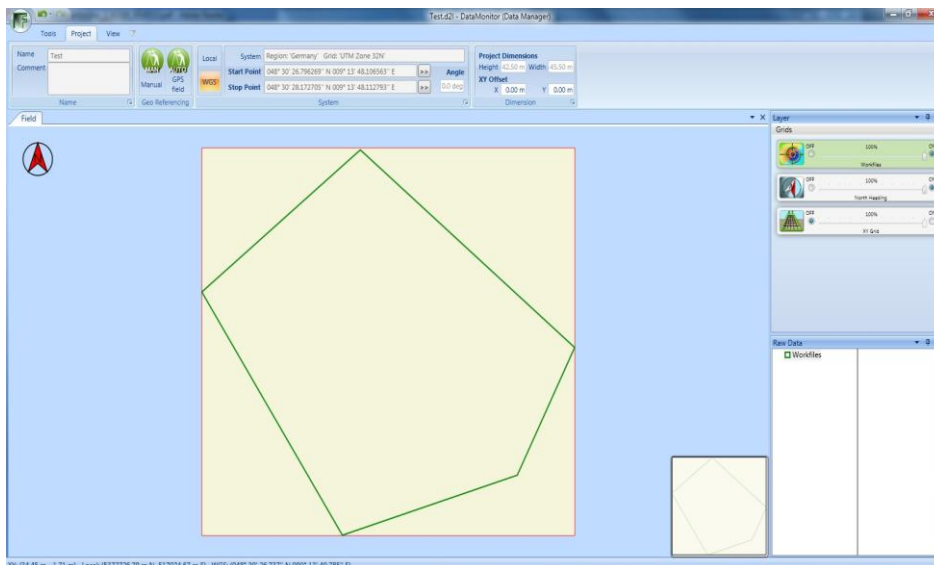 Test.d2l - DataMonitor (Data Manager)
Tools Project View ?
Name Test
Comment
Name
Manual
GPS field
Geo Referencing
Local
WGS
System Region: 'Germany' Grid: 'UTM Zone 32N'
Start Point 048° 30' 26.796269" N 009° 13' 48.106563" E >> Angle
Stop Point 048° 30' 28.172705" N 009° 13' 48.112793" E >> 0.0 deg
System
Project Dimensions
Height 42.50 m Width 45.50 m
XY Offset
X 0.00 m Y 0.00 m
Dimension
Field
Layer
Grids
OFF 100%
Workfiles
OFF 100%
North Heading
OFF 100%
XY Grid
Raw Data
Workfiles